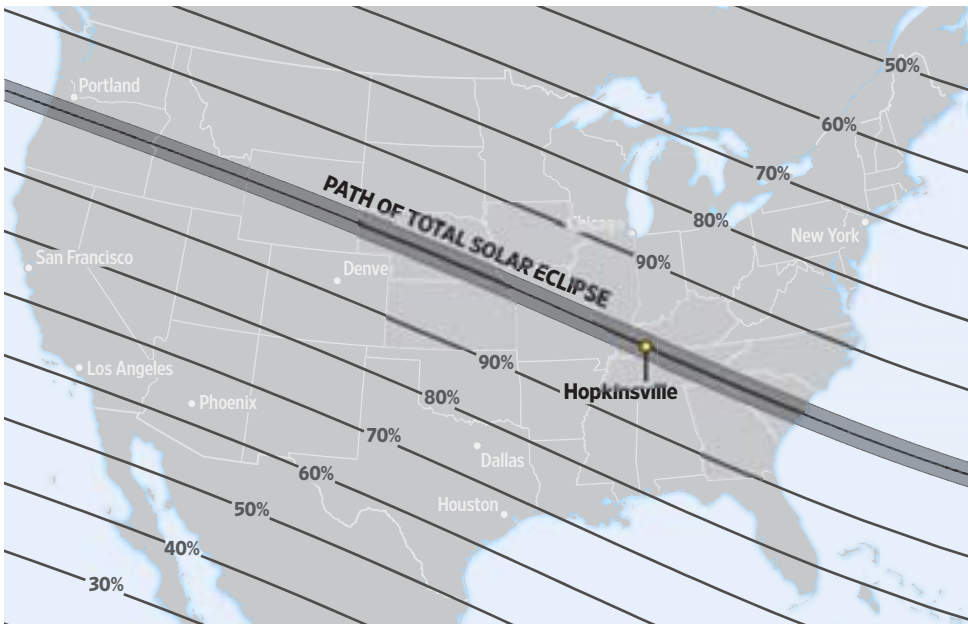 50%
Portland
60%
70%
PATH OF TOTAL SOLAR ECLIPSE
80%
New York
San Francisco
90%
Denve
90%
Los Angeles
Hopkinsville
80%
Phoenix
70%
Dallas
60%
Houston
50%
40%
30%